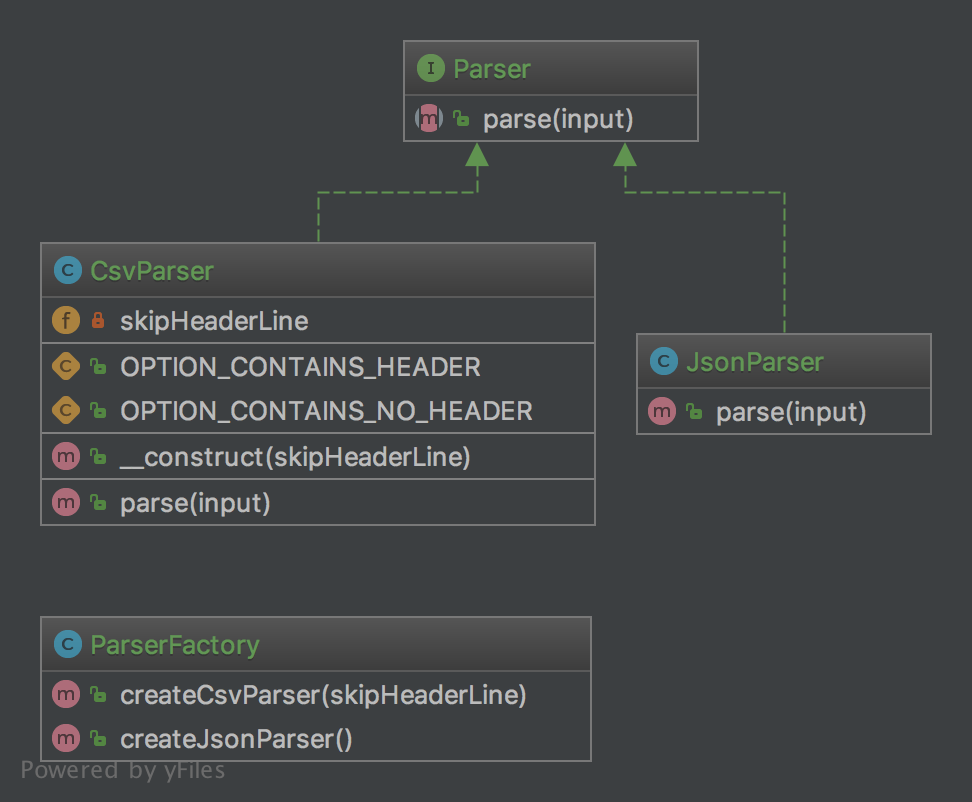 I Parser
m parse(input)
C CsvParser
f skipHeaderLine
C OPTION_CONTAINS_HEADER
C OPTION_CONTAINS_NO_HEADER
m __construct(skipHeaderLine)
m parse(input)
C JsonParser
m parse(input)
C ParserFactory
m createCsvParser(skipHeaderLine)
m createJsonParser()
Powered by yFiles